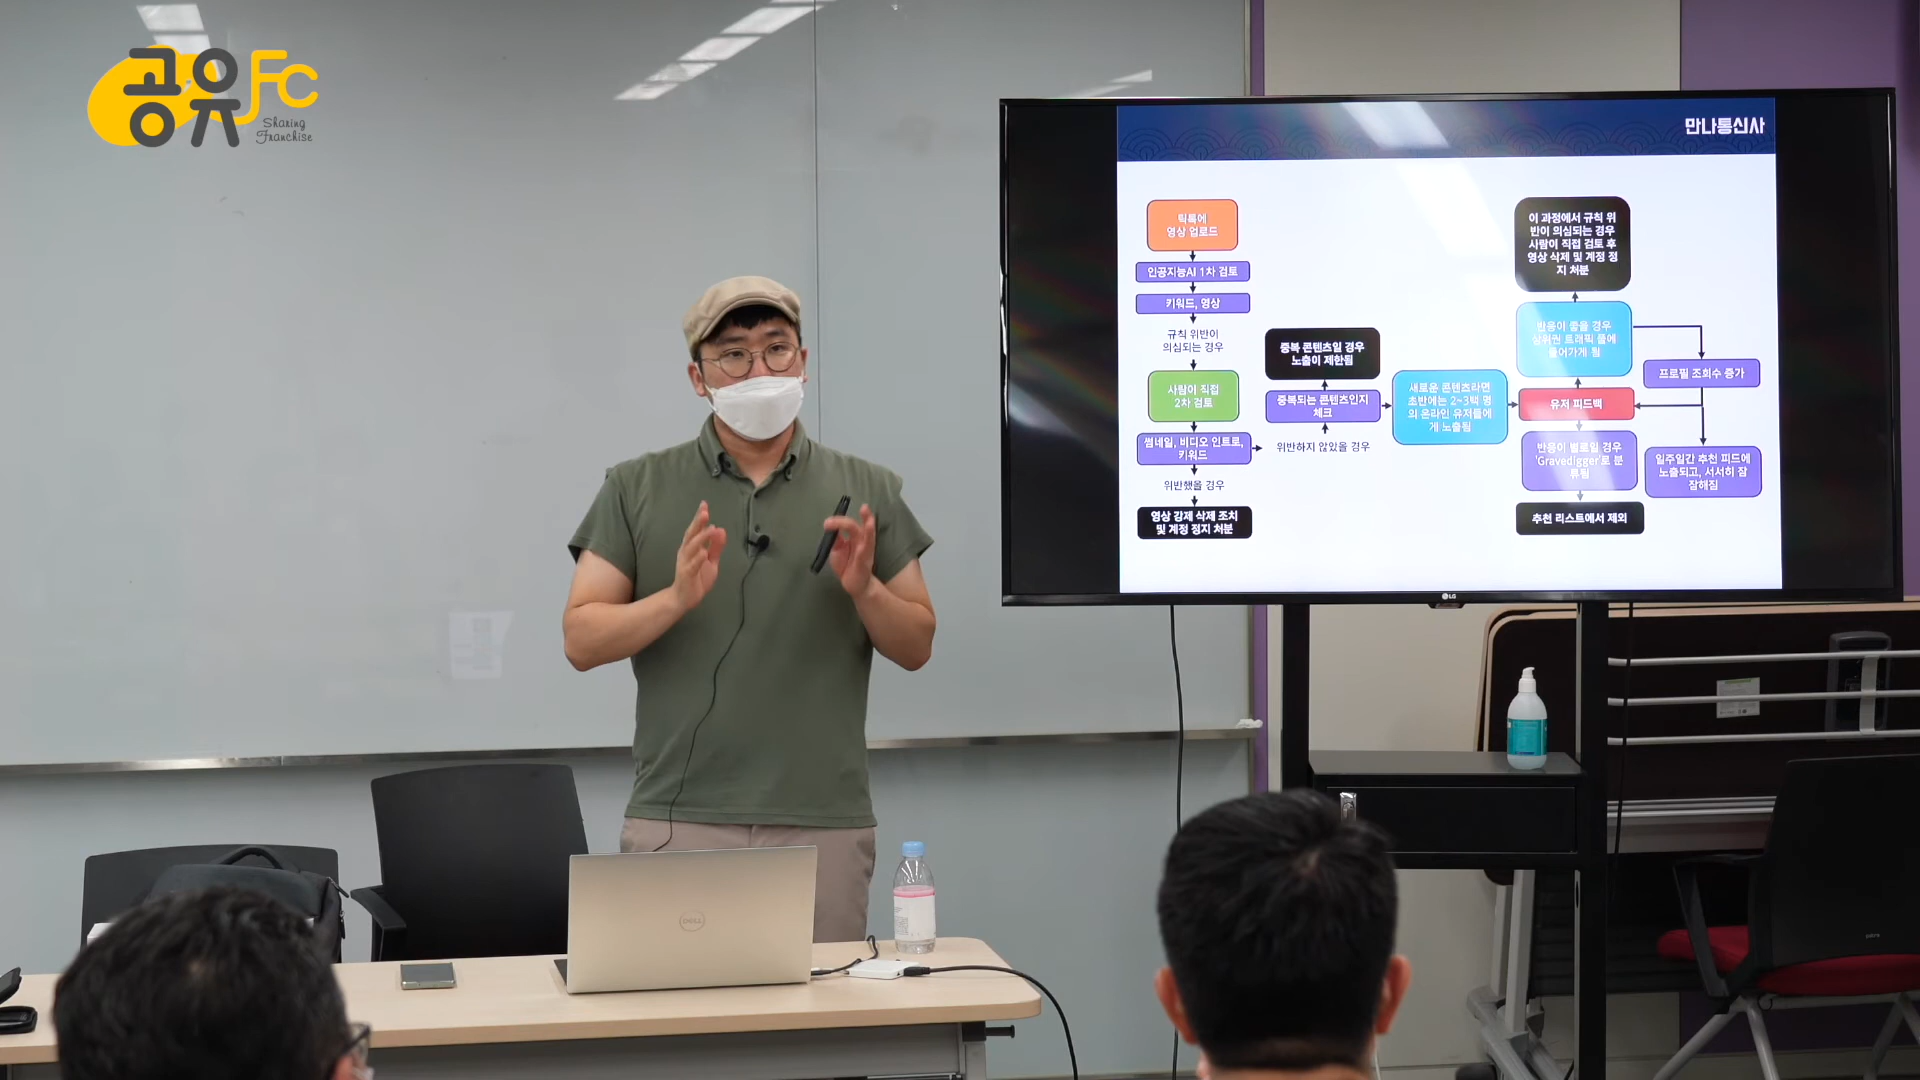 공유FC
Sharing
Franchise
만나통신사
틱톡에
영상 업로드
인공지능AI 1차 검토
키워드, 영상
규칙 위반이
의심되는 경우
사람이 직접
2차 검토
썸네일, 비디오 인트로,
키워드
위반했을 경우
영상 강제 삭제 조치
및 계정 정지 처분
중복 콘텐츠일 경우
노출이 제한됨
중복되는 콘텐츠인지
체크
위반하지 않았을 경우
새로운 콘텐츠라면
초반에는 2~3백 명
의 온라인 유저들에
게 노출됨
이 과정에서 규칙 위
반이 의심되는 경우
사람이 직접 검토 후
영상 삭제 및 계정 정
지 처분
반응이 좋을 경우
상위권 트래픽 풀에
들어가게 됨
프로필 조회수 증가
유저 피드백
반응이 별로일 경우
'Gravedigger'로 분
류됨
일주일간 추천 피드에
노출되고, 서서히 잠
잠해짐
추천 리스트에서 제외
LG
DELL